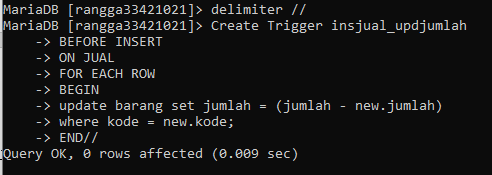 MariaDB [rangga33421021]> delimiter //
MariaDB [rangga33421021]> Create Trigger insjual_updjumlah
-> BEFORE INSERT
-> ON JUAL
-> FOR EACH ROW
-> BEGIN
-> update barang set jumlah = (jumlah - new.jumlah)
-> where kode = new.kode;
-> END//
Query OK, 0 rows affected (0.009 sec)